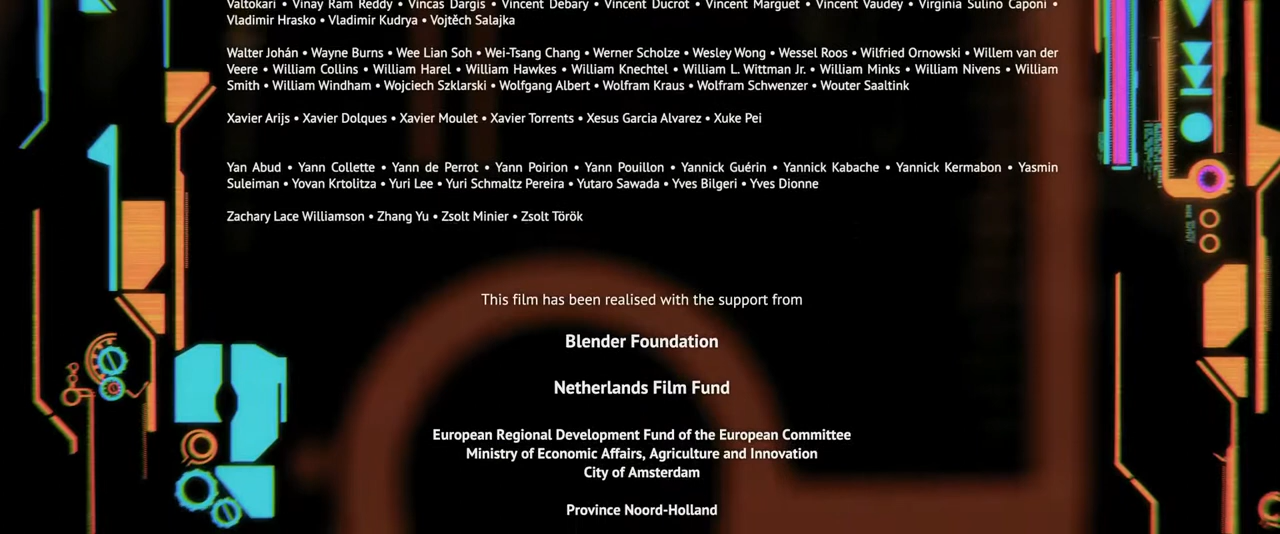 Valtokari • Vinay Ram Reddy • Vincas Dargis • Vincent Debary • Vincent Ducrot • Vincent Marguet • Vincent Vaudey • Virginia Sulino Caponi •
Vladimir Hrasko • Vladimir Kudrya • Vojtěch Salajka
Walter Johán • Wayne Burns • Wee Lian Soh • Wei-Tsang Chang • Werner Scholze • Wesley Wong • Wessel Roos • Wilfried Ornowski • Willem van der
Veere • William Collins • William Harel • William Hawkes • William Knechtel • William L. Wittman Jr. • William Minks • William Nivens • William
Smith • William Windham • Wojciech Szklarski • Wolfgang Albert • Wolfram Kraus • Wolfram Schwenzer • Wouter Saaltink
Xavier Arijs • Xavier Dolques • Xavier Moulet • Xavier Torrents • Xesus Garcia Alvarez • Xuke Pei
Yan Abud • Yann Collette • Yann de Perrot • Yann Poirion • Yann Pouillon • Yannick Guérin • Yannick Kabache • Yannick Kermabon • Yasmin
Suleiman • Yovan Krtolitza • Yuri Lee • Yuri Schmaltz Pereira • Yutaro Sawada • Yves Bilgeri • Yves Dionne
Zachary Lace Williamson • Zhang Yu • Zsolt Minier • Zsolt Török
This film has been realised with the support from
Blender Foundation
Netherlands Film Fund
European Regional Development Fund of the European Committee
Ministry of Economic Affairs, Agriculture and Innovation
City of Amsterdam
Province Noord-Holland